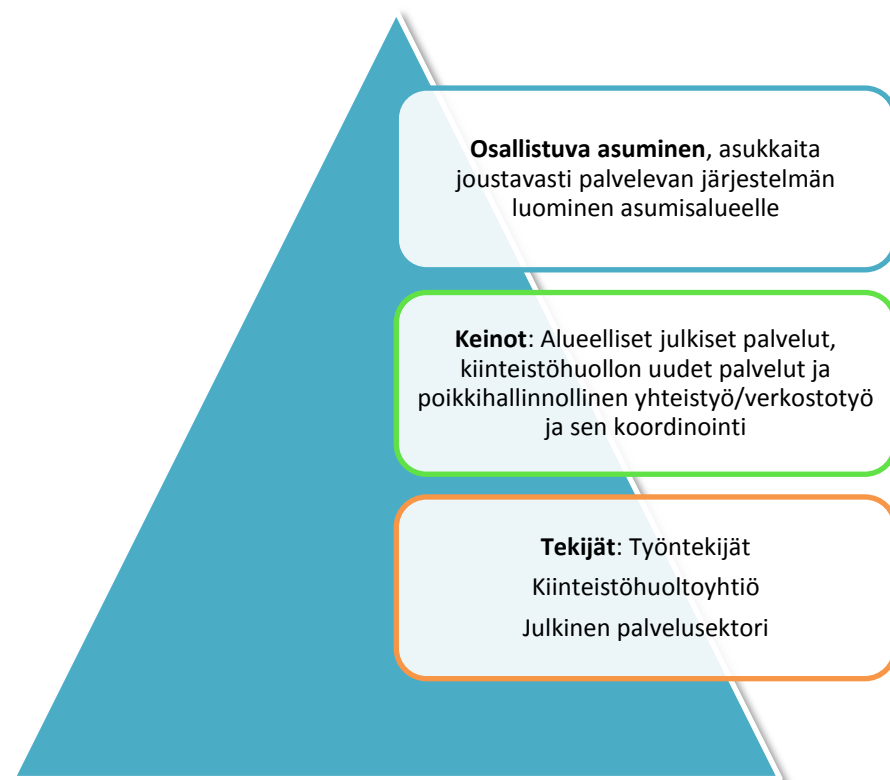 Osallistuva asuminen, asukkaita
joustavasti palvelevan järjestelmän
luominen asumisalueelle
Keinot: Alueelliset julkiset palvelut,
kiinteistöhuollon uudet palvelut ja
poikkihallinnollinen yhteistyö/verkostotyö
ja sen koordinointi
Tekijät: Työntekijät
Kiinteistöhuoltoyhtiö
Julkinen palvelusektori